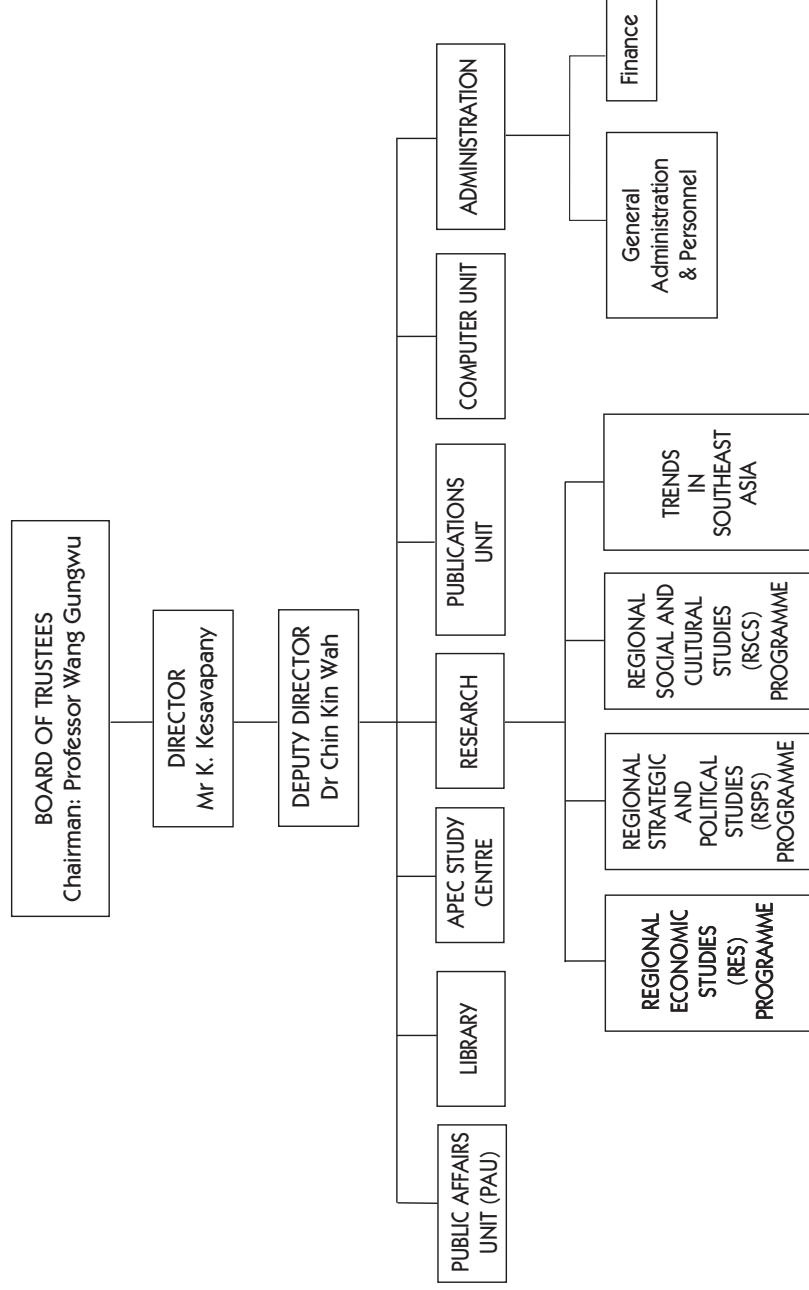 BOARD OF TRUSTEES
Chairman: Professor Wang Gungwu
DIRECTOR
Mr K. Kesavapany
DEPUTY DIRECTOR
Dr Chin Kin Wah
PUBLIC AFFAIRS
UNIT (PAU)
LIBRARY
APEC STUDY
CENTRE
RESEARCH
PUBLICATIONS
UNIT
COMPUTER UNIT
ADMINISTRATION
REGIONAL
ECONOMIC
STUDIES
(RES)
PROGRAMME
REGIONAL
STRATEGIC
AND
POLITICAL
STUDIES
(RSPS)
PROGRAMME
REGIONAL
SOCIAL AND
CULTURAL
STUDIES
(RSCS)
PROGRAMME
TRENDS
IN
SOUTHEAST
ASIA
General
Administration
& Personnel
Finance